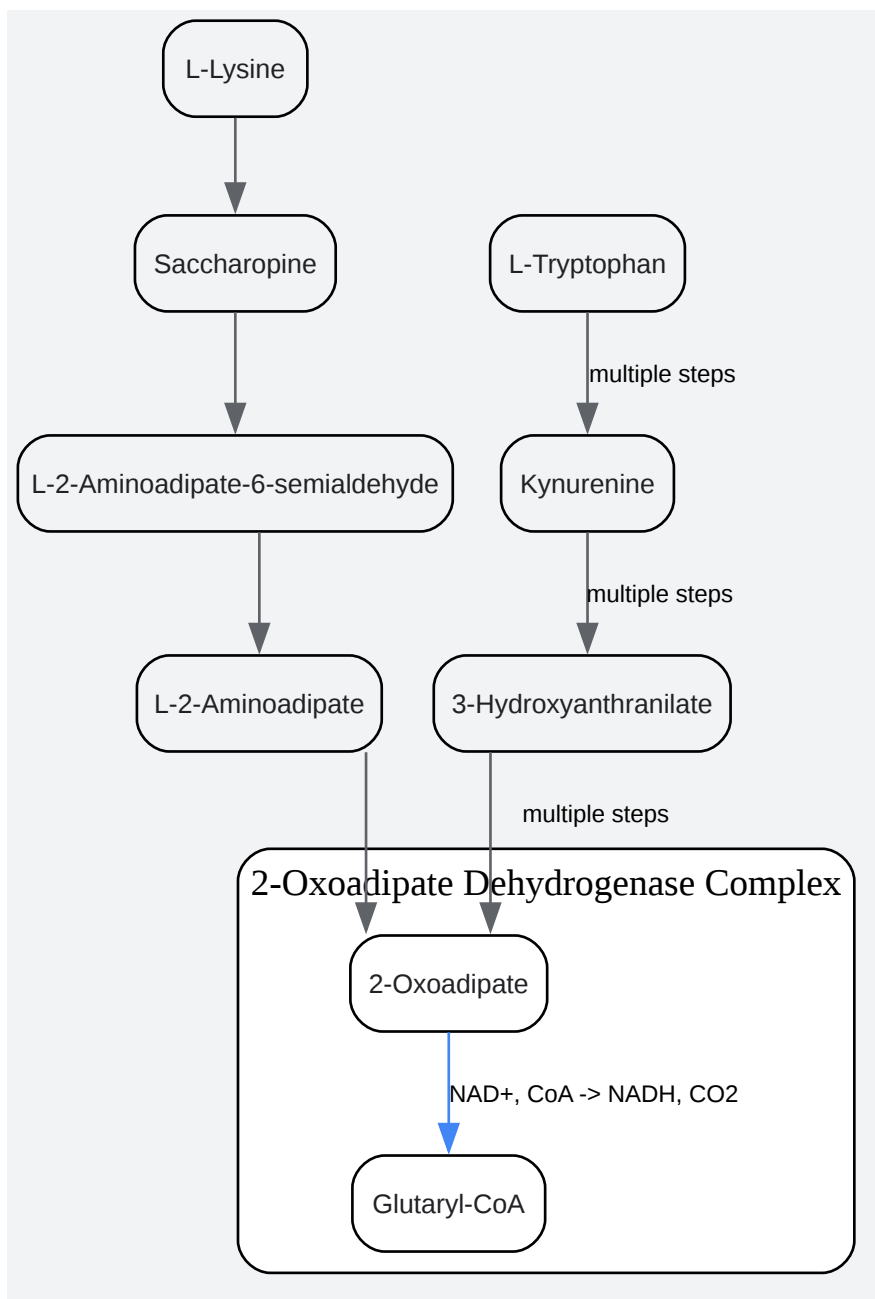 L-Lysine
Saccharopine
L-Tryptophan
multiple steps
L-2-Aminoadipate-6-semialdehyde
Kynurenine
multiple steps
L-2-Aminoadipate
3-Hydroxyanthranilate
multiple steps
2-Oxoadipate Dehydrogenase Complex
2-Oxoadipate
NAD+, CoA -> NADH, CO2
Glutaryl-CoA